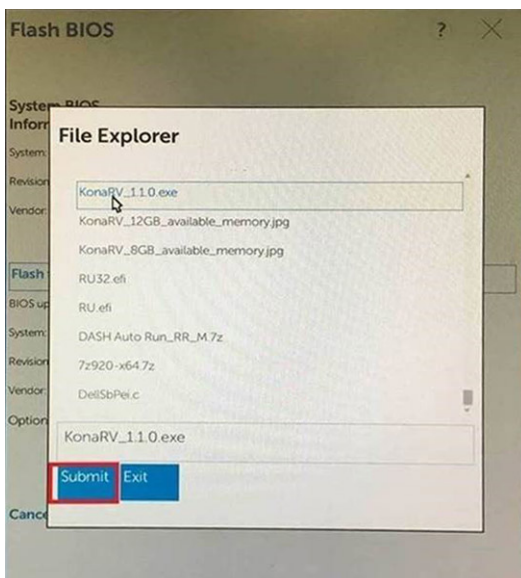 Flash BIOS ? X
System BIOS
Inforr
System:
Revision
Vendor:
File Explorer
KonaRV_1.1.0.exe
KonaRV_12GB_available_memory.jpg
KonaRV_8GB_available_memory.jpg
RU32.efi
RU.efi
DASH Auto Run_RR_M.7z
7z920-x64.7z
DellSbPei.c
KonaRV_1.1.0.exe
Submit Exit
Flash
BIOS up
System:
Revision
Vendor:
Option
Cance